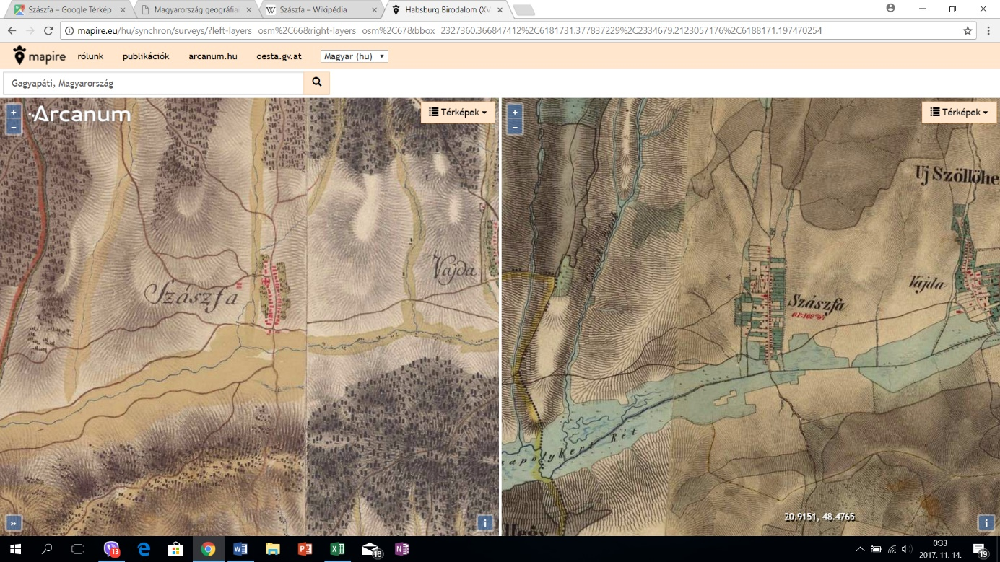 Szászfa – Google Térkép
Magyarország geográfiai
Szászfa – Wikipédia
Habsburg Birodalom (XV
mapire.eu/hu/synchron/surveys/?left-layers=osm%2C66&right-layers=osm%2C67&bbox=2327360.366847412%2C6181731.377837229%2C2334679.2123057176%2C6188171.197470254
mapire
rólunk
publikációk
arcanum.hu
oesta.gv.at
Magyar (hu)
Gagyapáti, Magyarország
Arcanum
Térképek
Térképek
Szászfa
Vajda
Uj Szöllöhe
Szászfa
Vajda
Rét
20.9151, 48.4765
13
18
0:33
2017. 11. 14.
19